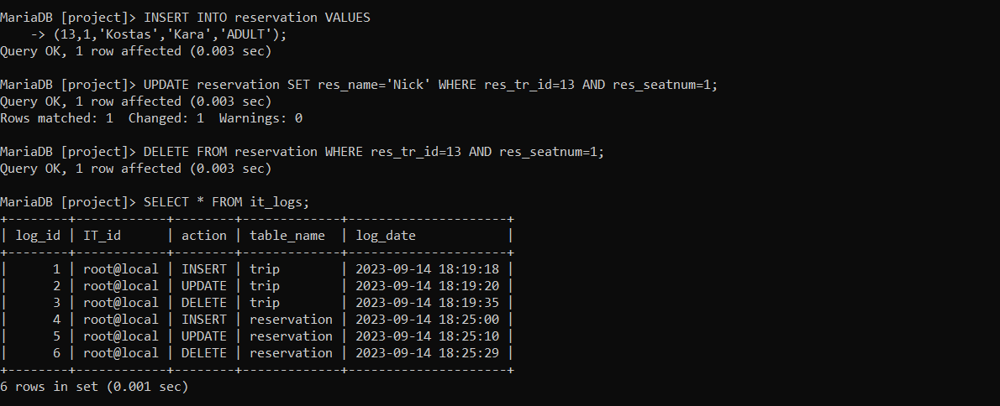 MariaDB [project]> INSERT INTO reservation VALUES
    -> (13,1,'Kostas','Kara','ADULT');
Query OK, 1 row affected (0.003 sec)

MariaDB [project]> UPDATE reservation SET res_name='Nick' WHERE res_tr_id=13 AND res_seatnum=1;
Query OK, 1 row affected (0.003 sec)
Rows matched: 1  Changed: 1  Warnings: 0

MariaDB [project]> DELETE FROM reservation WHERE res_tr_id=13 AND res_seatnum=1;
Query OK, 1 row affected (0.003 sec)

MariaDB [project]> SELECT * FROM it_logs;
+--------+------------+--------+-------------+---------------------+
| log_id | IT_id      | action | table_name  | log_date            |
+--------+------------+--------+-------------+---------------------+
|      1 | root@local | INSERT | trip        | 2023-09-14 18:19:18 |
|      2 | root@local | UPDATE | trip        | 2023-09-14 18:19:20 |
|      3 | root@local | DELETE | trip        | 2023-09-14 18:19:35 |
|      4 | root@local | INSERT | reservation | 2023-09-14 18:25:00 |
|      5 | root@local | UPDATE | reservation | 2023-09-14 18:25:10 |
|      6 | root@local | DELETE | reservation | 2023-09-14 18:25:29 |
+--------+------------+--------+-------------+---------------------+
6 rows in set (0.001 sec)